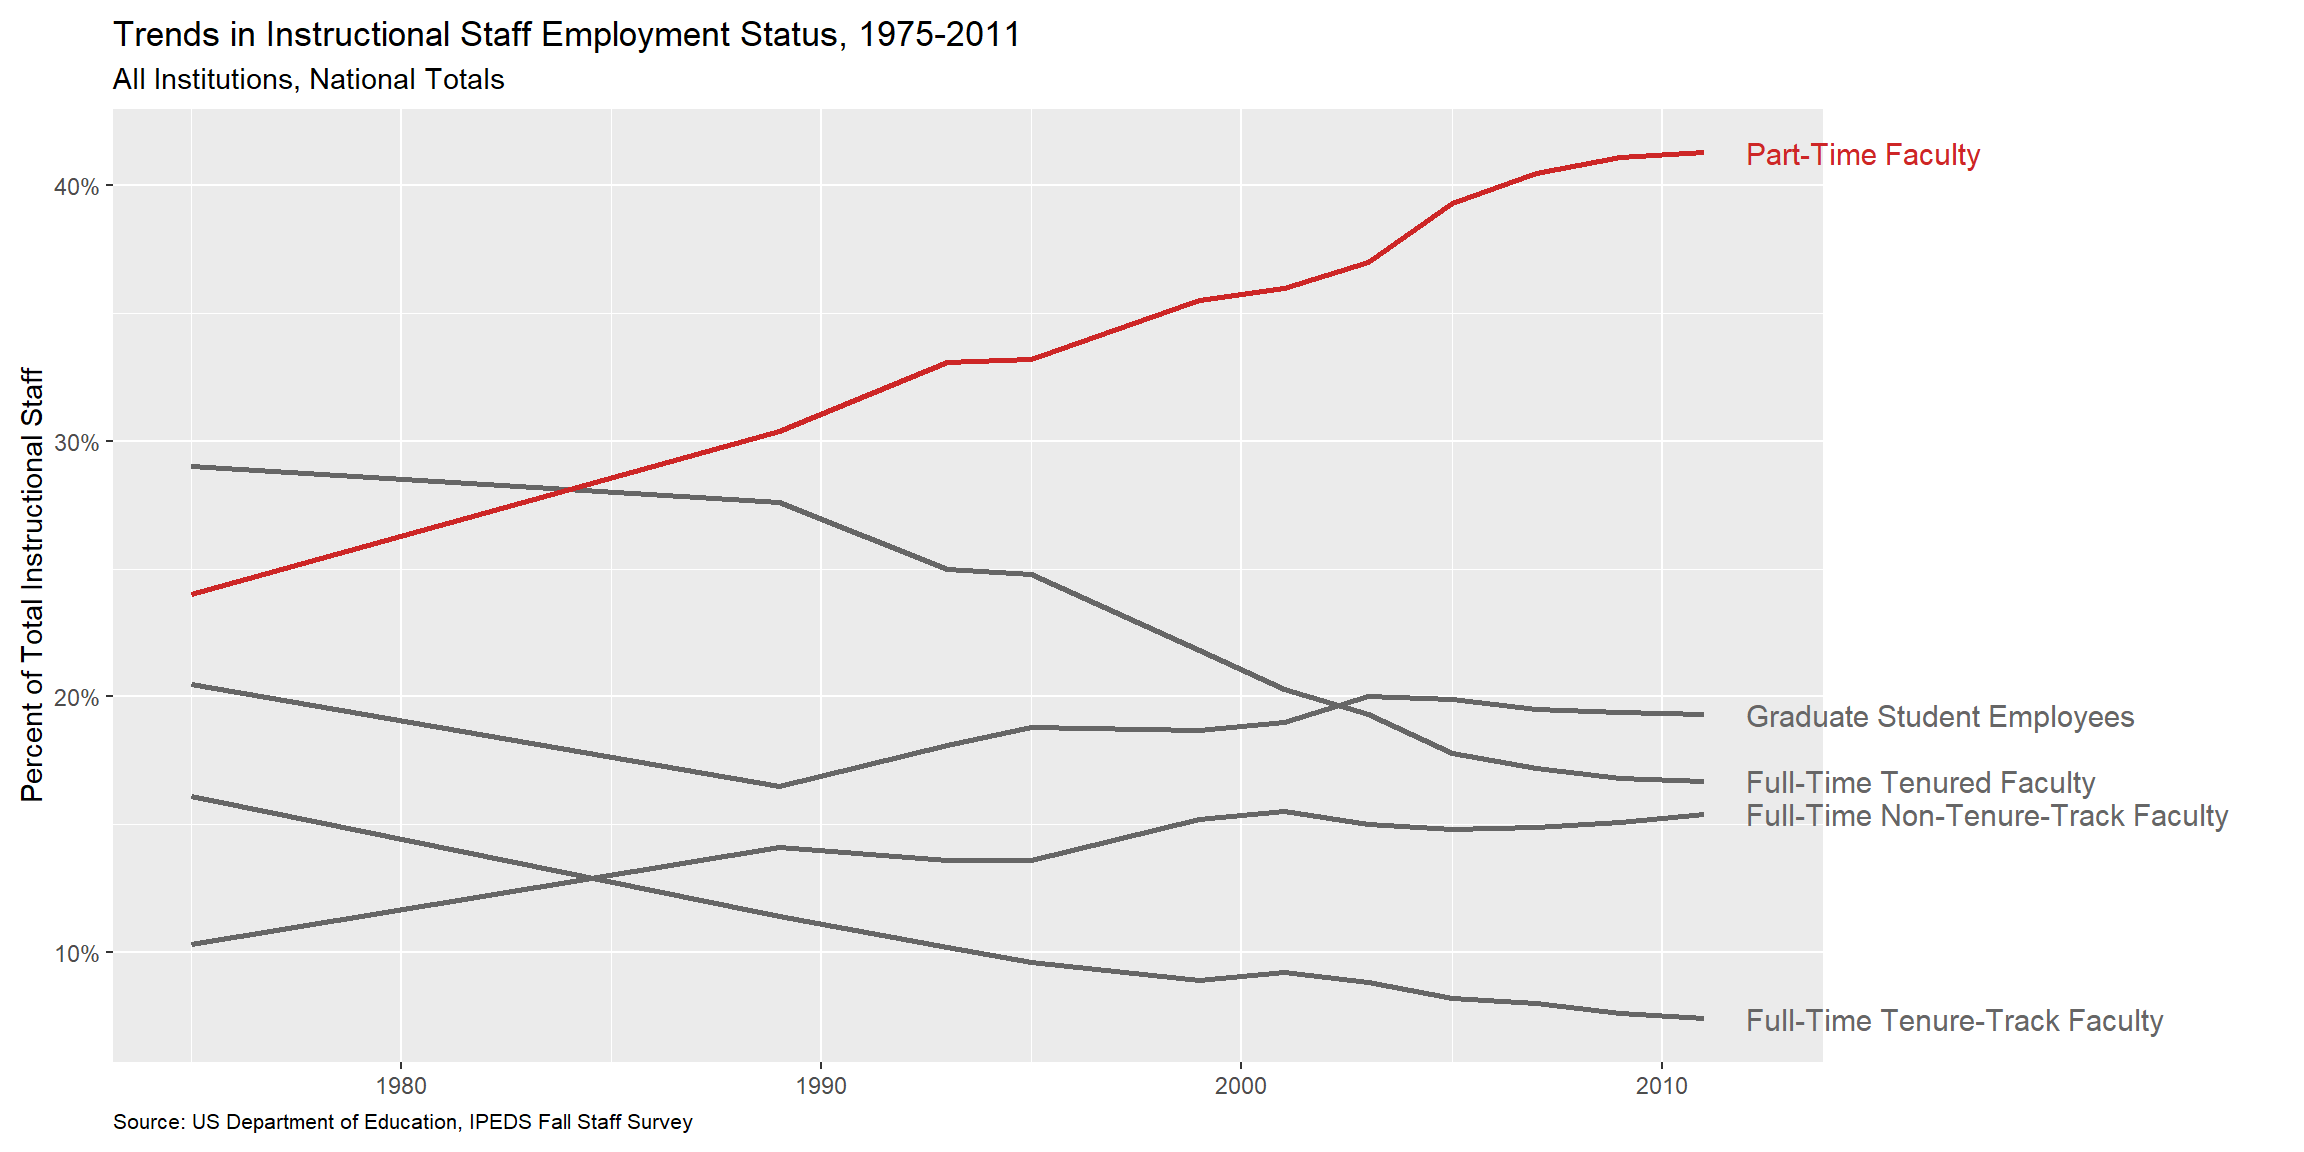 Trends in Instructional Staff Employment Status, 1975-2011
All Institutions, National Totals
Percent of Total Instructional Staff
40%
30%
20%
10%
Part-Time Faculty
Graduate Student Employees
Full-Time Tenured Faculty
Full-Time Non-Tenure-Track Faculty
Full-Time Tenure-Track Faculty
1980
1990
2000
2010
Source: US Department of Education, IPEDS Fall Staff Survey